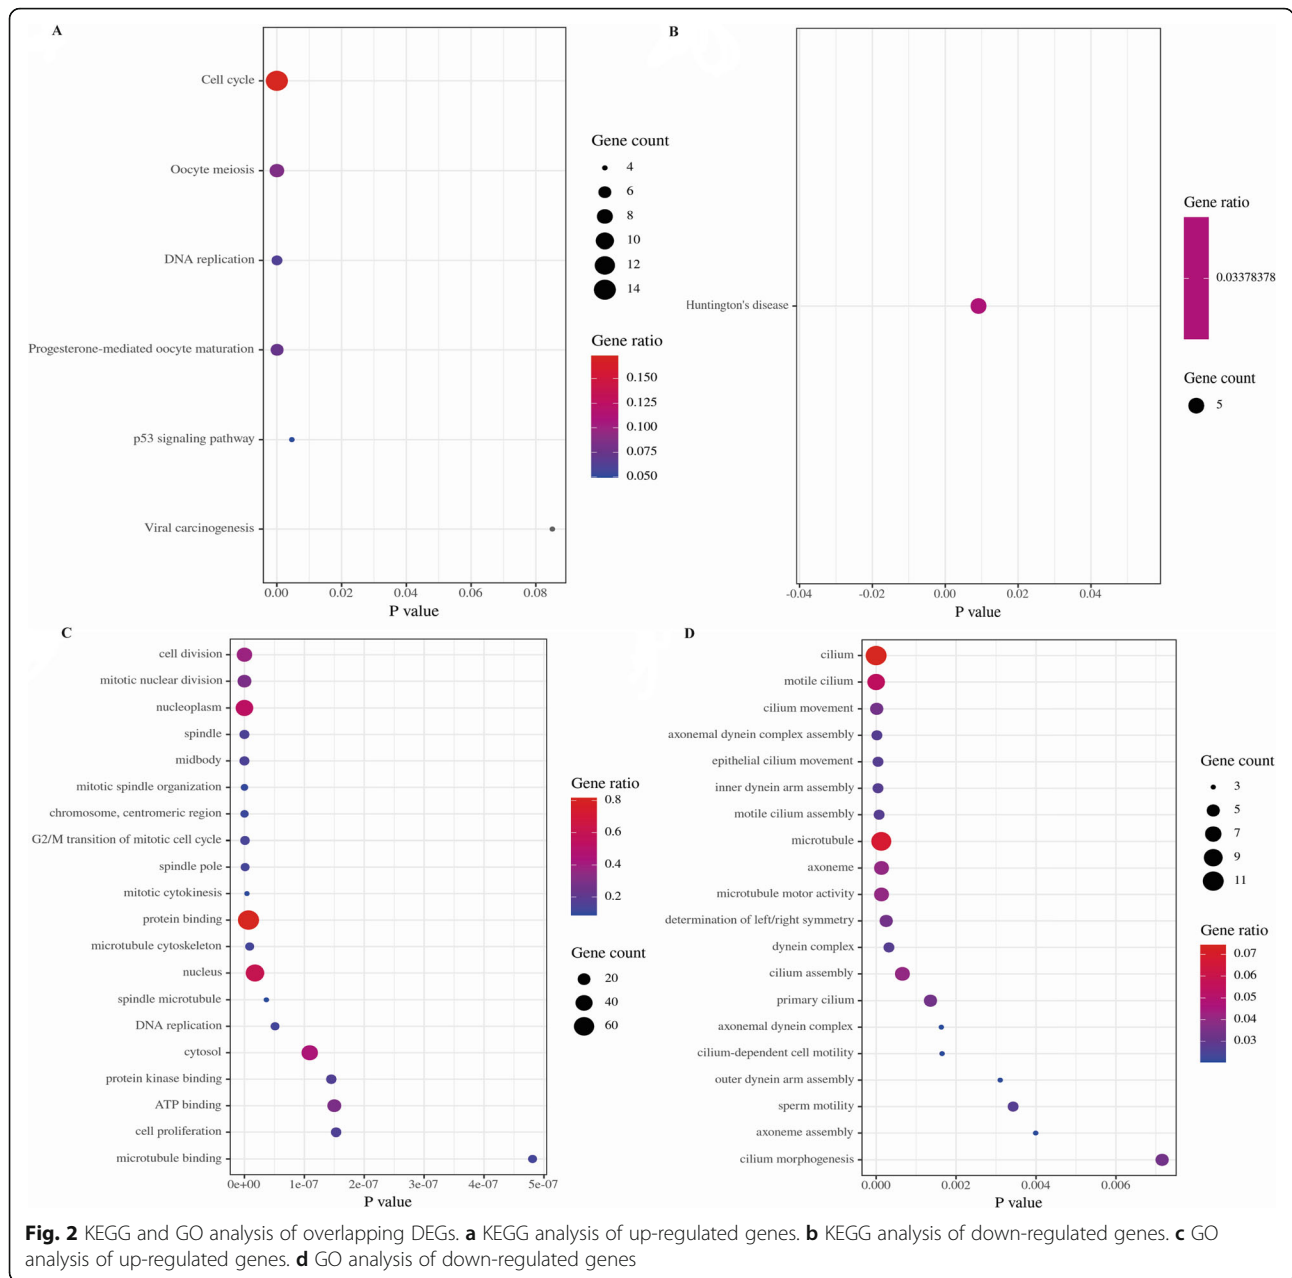 A
Cell cycle
Oocyte meiosis
DNA replication
Progesterone-mediated oocyte maturation
p53 signaling pathway
Viral carcinogenesis
0.00 0.02 0.04 0.06 0.08
P value
Gene count
4
6
8
10
12
14
Gene ratio
0.150
0.125
0.100
0.075
0.050
B
Huntington's disease
-0.04 -0.02 0.00 0.02 0.04
P value
Gene ratio
0.03378378
Gene count
5
C
cell division
mitotic nuclear division
nucleoplasm
spindle
midbody
mitotic spindle organization
chromosome, centromeric region
G2/M transition of mitotic cell cycle
spindle pole
mitotic cytokinesis
protein binding
microtubule cytoskeleton
nucleus
spindle microtubule
DNA replication
cytosol
protein kinase binding
ATP binding
cell proliferation
microtubule binding
0e+00 1e-07 2e-07 3e-07 4e-07 5e-07
P value
Gene ratio
0.8
0.6
0.4
0.2
Gene count
20
40
60
D
cilium
motile cilium
cilium movement
axonemal dynein complex assembly
epithelial cilium movement
inner dynein arm assembly
motile cilium assembly
microtubule
axoneme
microtubule motor activity
determination of left/right symmetry
dynein complex
cilium assembly
primary cilium
axonemal dynein complex
cilium-dependent cell motility
outer dynein arm assembly
sperm motility
axoneme assembly
cilium morphogenesis
0.000 0.002 0.004 0.006
P value
Gene count
3
5
7
9
11
Gene ratio
0.07
0.06
0.05
0.04
0.03
Fig. 2 KEGG and GO analysis of overlapping DEGs. a KEGG analysis of up-regulated genes. b KEGG analysis of down-regulated genes. c GO
analysis of up-regulated genes. d GO analysis of down-regulated genes